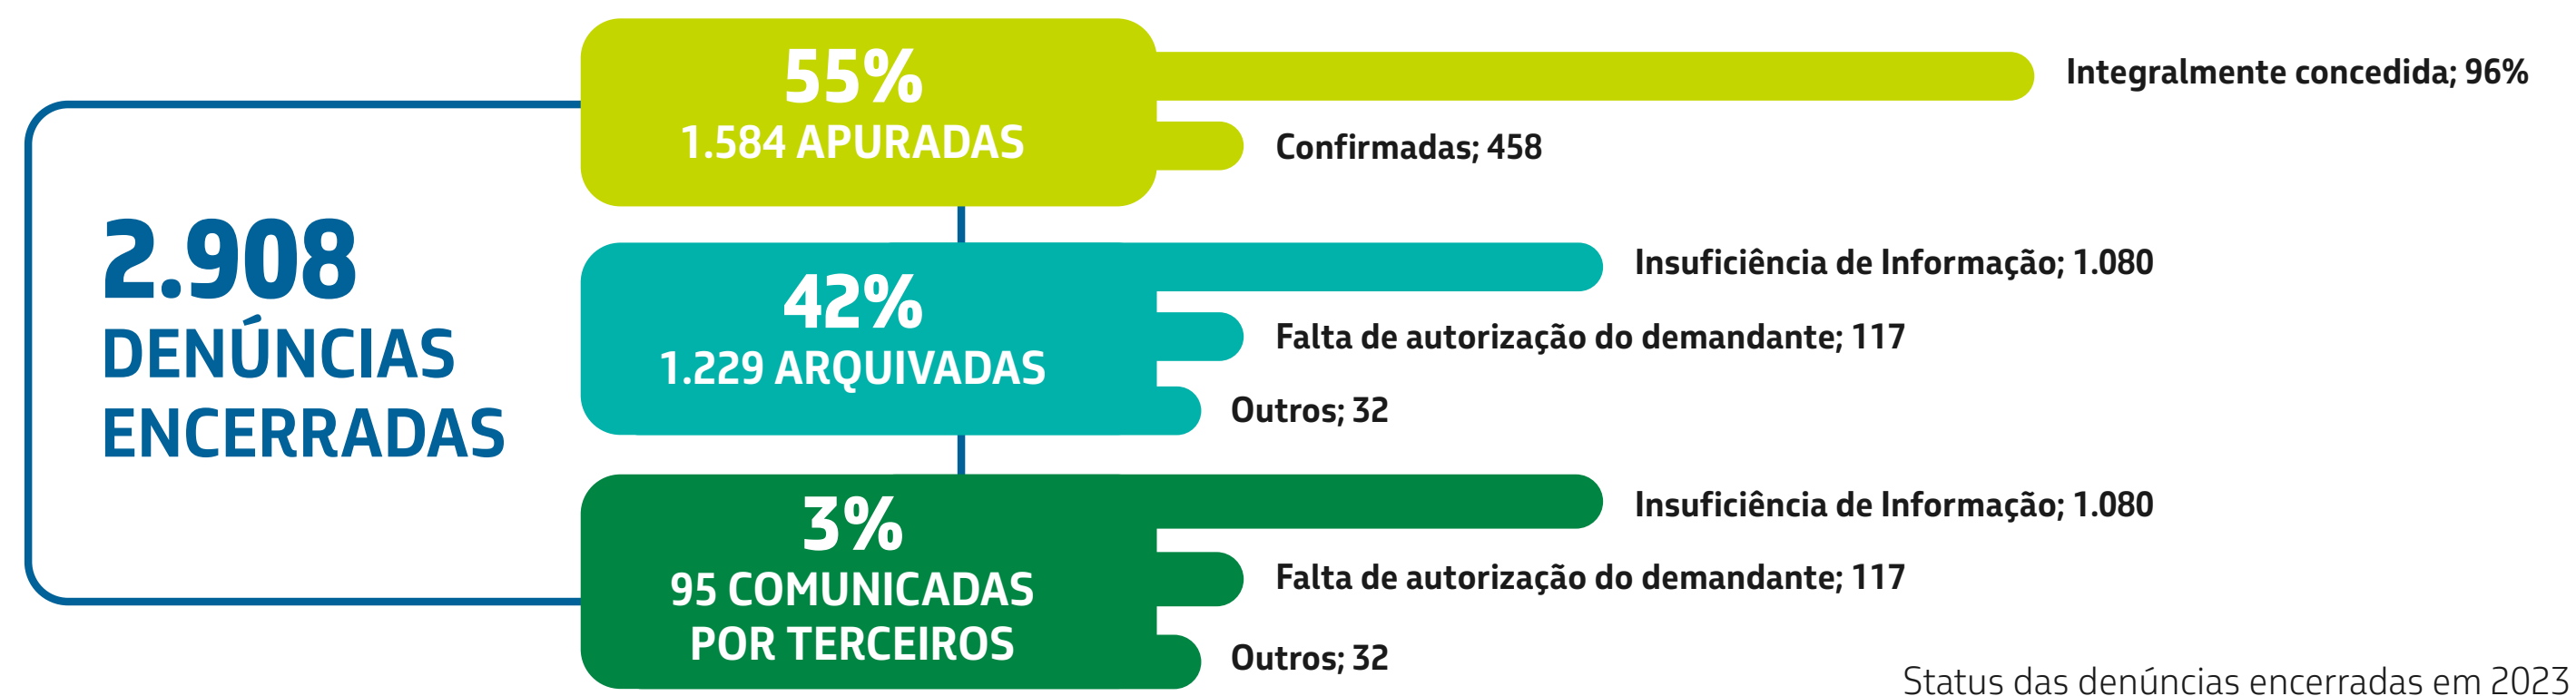 2.908
DENÚNCIAS
ENCERRADAS
55%
1.584 APURADAS
Integralmente concedida; 96%
Confirmadas; 458
42%
1.229 ARQUIVADAS
Insuficiência de Informação; 1.080
Falta de autorização do demandante; 117
Outros; 32
3%
95 COMUNICADAS
POR TERCEIROS
Insuficiência de Informação; 1.080
Falta de autorização do demandante; 117
Outros; 32
Status das denúncias encerradas em 2023